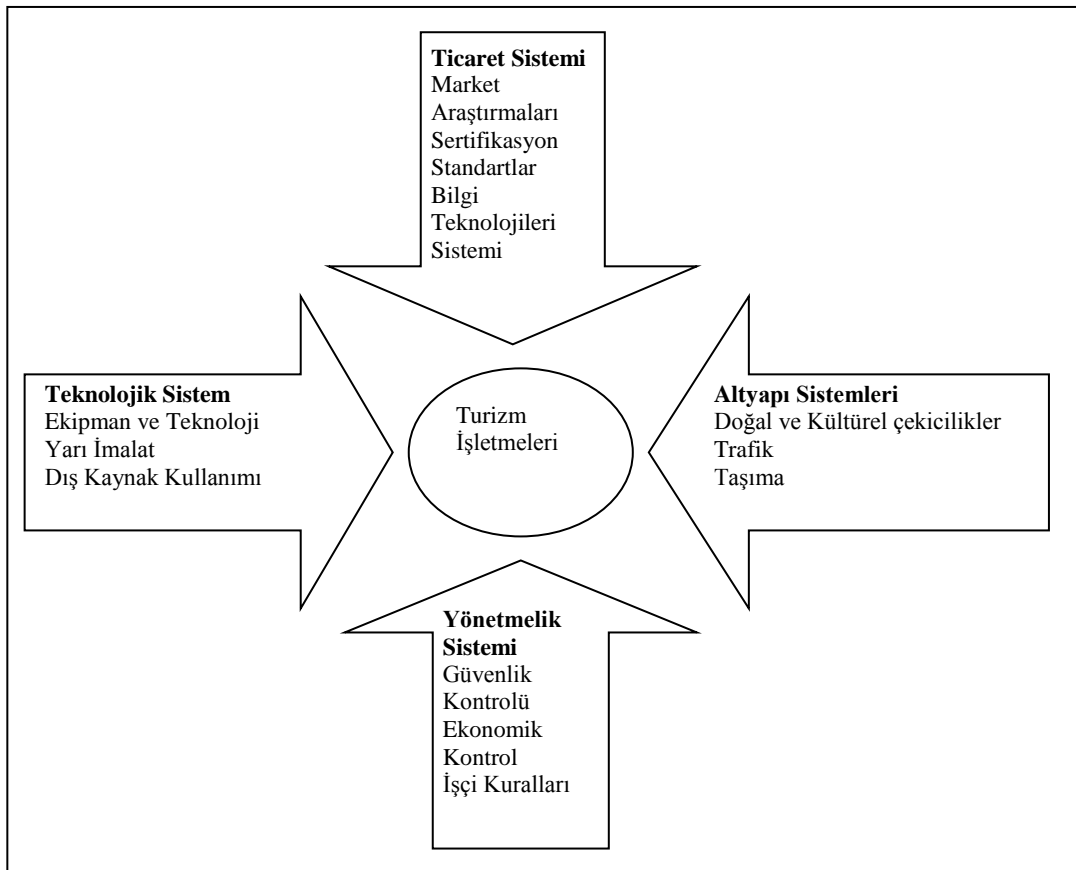 Ticaret Sistemi
Market
Araştırmaları
Sertifikasyon
Standartlar
Bilgi
Teknolojileri
Sistemi
Teknolojik Sistem
Ekipman ve Teknoloji
Yarı İmalat
Dış Kaynak Kullanımı
Turizm
İşletmeleri
Altyapı Sistemleri
Doğal ve Kültürel çekicilikler
Trafik
Taşıma
Yönetmelik
Sistemi
Güvenlik
Kontrolü
Ekonomik
Kontrol
İşçi Kuralları